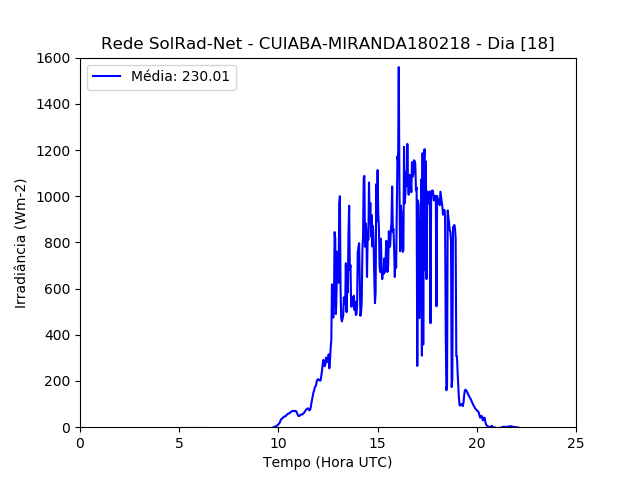 Rede SolRad-Net - CUIABA-MIRANDA180218 - Dia [18]
Média: 230.01
Irradiância (Wm-2)
1600
1400
1200
1000
800
600
400
200
0
0 5 10 15 20 25
Tempo (Hora UTC)